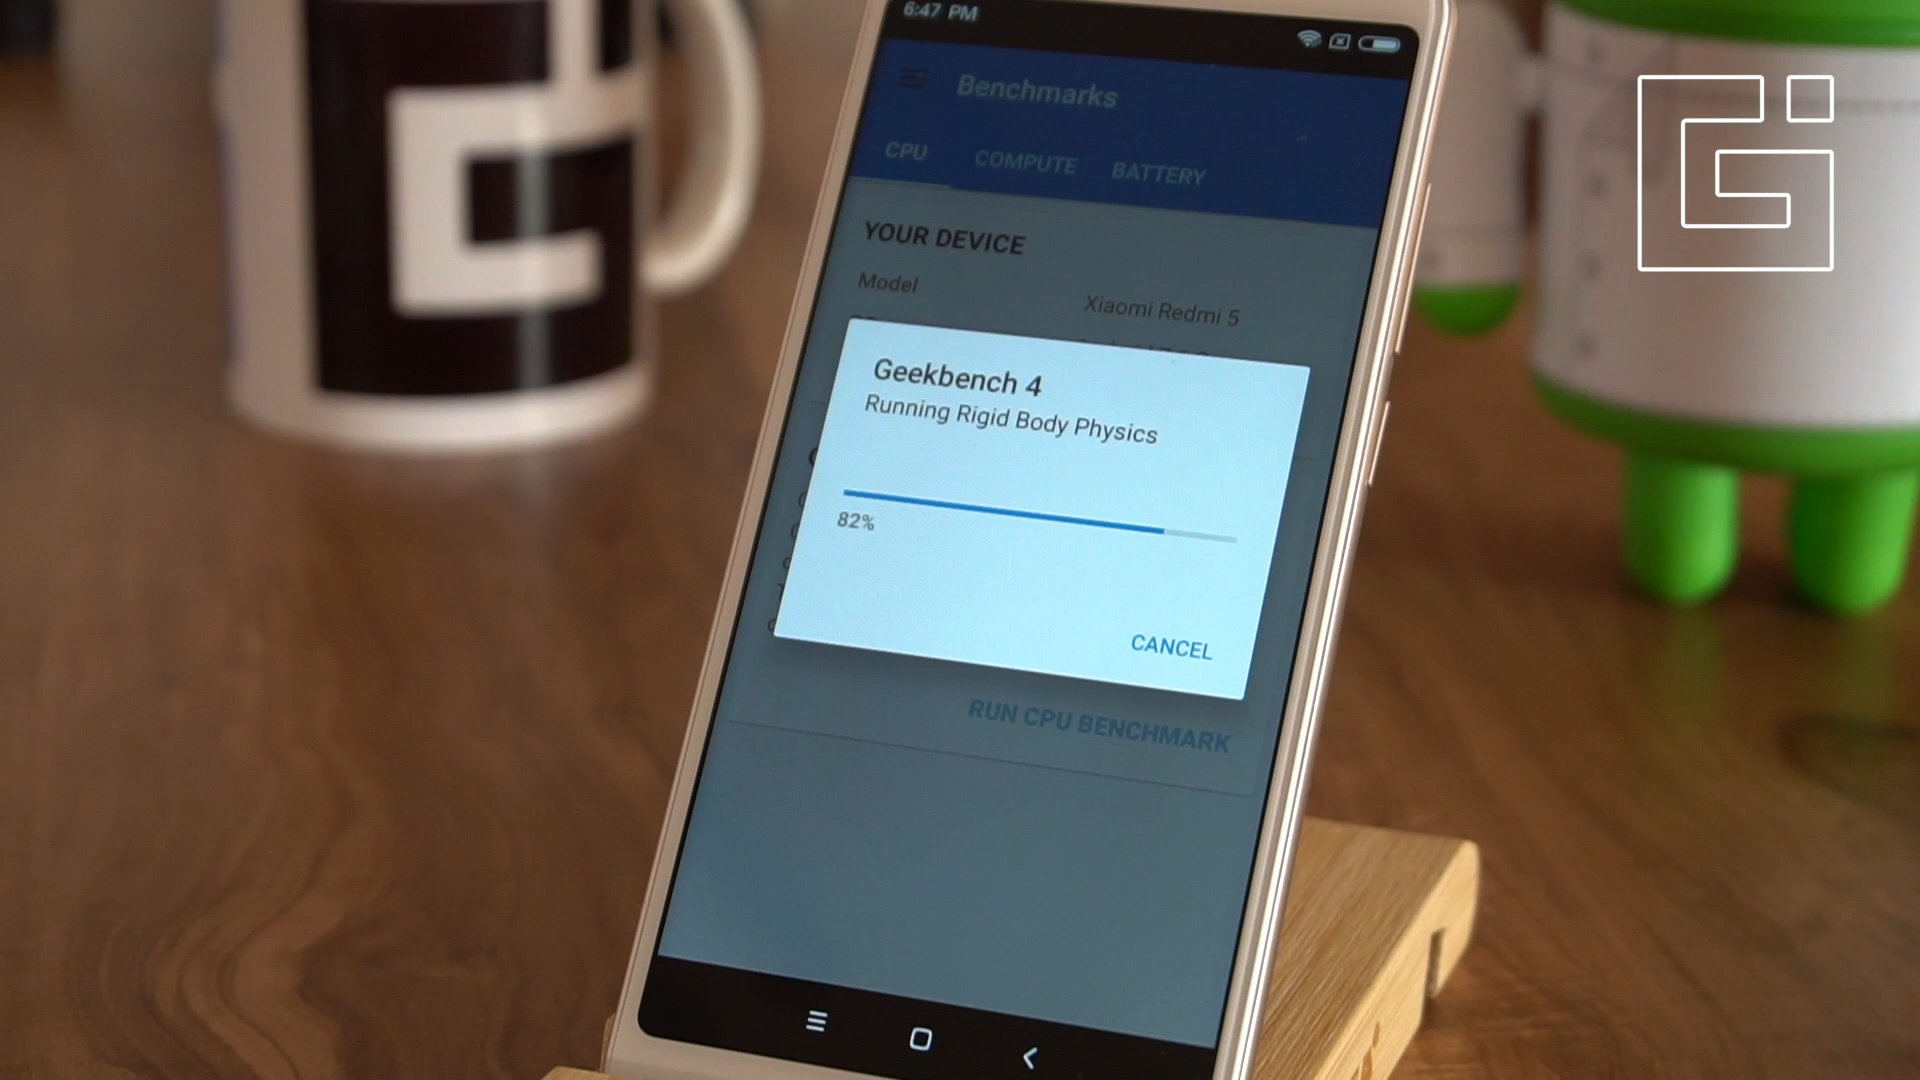 6:47 PM
Benchmarks
CPU COMPUTE BATTERY
YOUR DEVICE
Model Xiaomi Redmi 5
Geekbench 4
Running Rigid Body Physics
82%
CANCEL
RUN CPU BENCHMARK